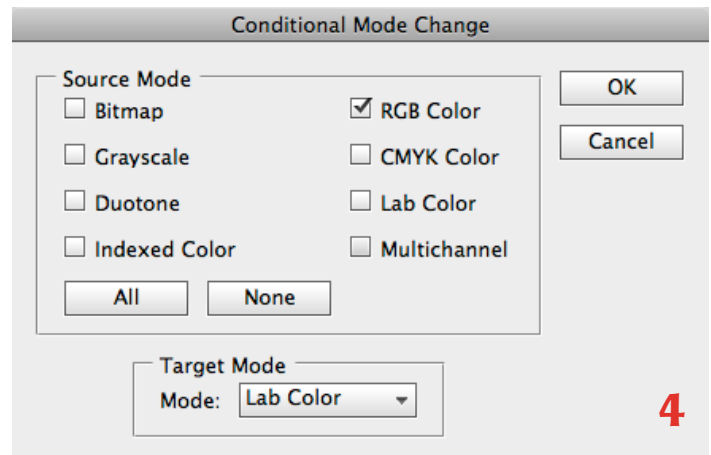 Conditional Mode Change
Source Mode
Bitmap
RGB Color
Grayscale
CMYK Color
Duotone
Lab Color
Indexed Color
Multichannel
All
None
OK
Cancel
Target Mode
Mode: Lab Color
4